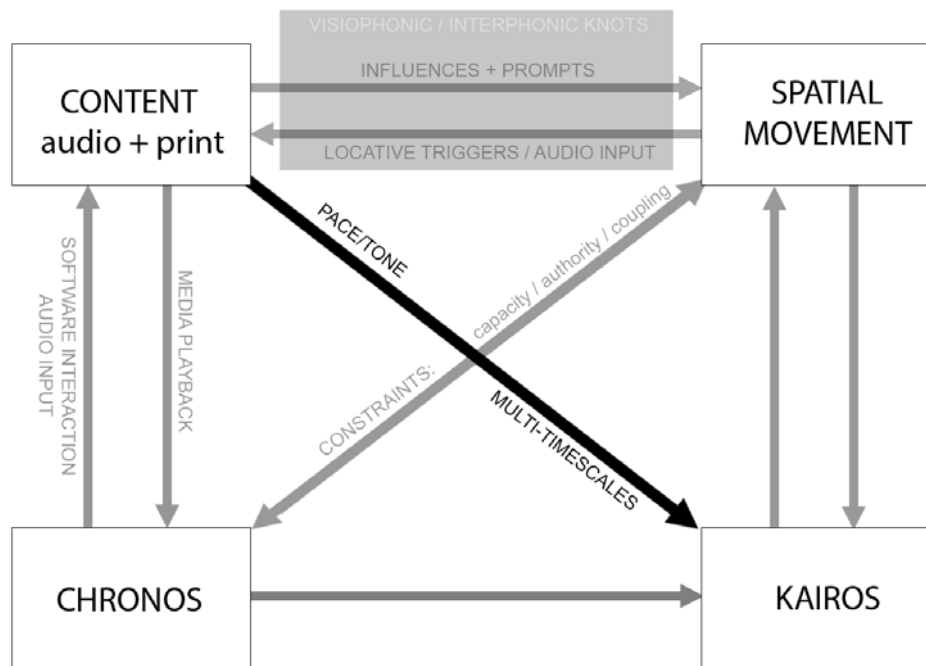 VISIOPHONIC / INTERPHONIC KNOTS
CONTENT
audio + print
INFLUENCES + PROMPTS
LOCATIVE TRIGGERS / AUDIO INPUT
SPATIAL
MOVEMENT
SOFTWARE INTERACTION
AUDIO INPUT
MEDIA PLAYBACK
PACE/TONE
MULTI-TIMESCALES
CONSTRAINTS: capacity / authority / coupling
CHRONOS
KAIROS